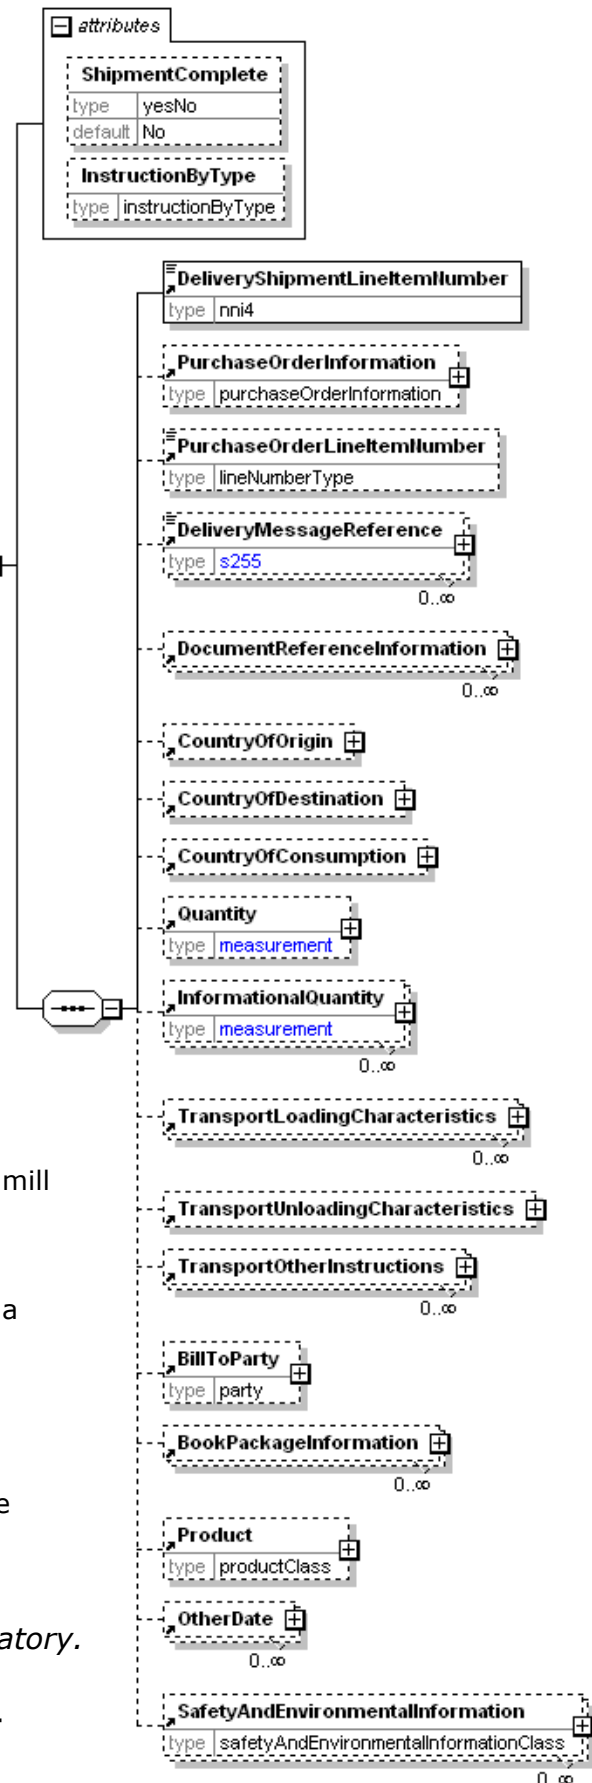 attributes
ShipmentComplete
type yesNo
default No
InstructionByType
type instructionByType
DeliveryShipmentLineItemNumber
type nni4
PurchaseOrderInformation
type purchaseOrderInformation
PurchaseOrderLineItemNumber
type lineNumberType
DeliveryMessageReference
type s255
0..∞
DocumentReferenceInformation
0..∞
CountryOfOrigin
CountryOfDestination
CountryOfConsumption
Quantity
type measurement
InformationalQuantity
type measurement
0..∞
TransportLoadingCharacteristics
0..∞
mill
TransportUnloadingCharacteristics
TransportOtherInstructions
0..∞
a
BillToParty
type party
BookPackageInformation
0..∞
e
Product
type productClass
OtherDate
atory.
0..∞
SafetyAndEnvironmentalInformation
.
type safetyAndEnvironmentalInformationClass
0..∞